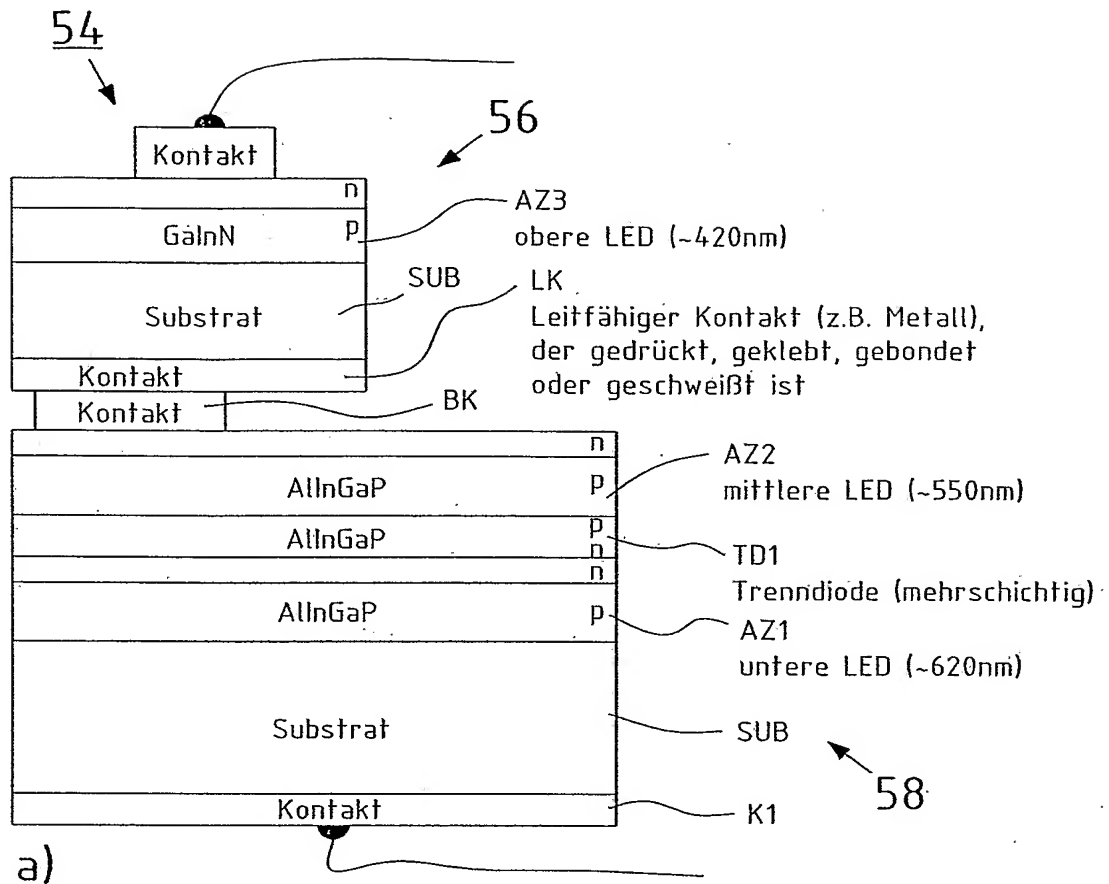 54
56
Kontakt
n
AZ3
GaInN p
obere LED (~420nm)
SUB
LK
Substrat
Leitfähiger Kontakt (z.B. Metall),
der gedrückt, geklebt, gebondet
oder geschweißt ist
Kontakt
Kontakt
BK
n
AZ2
AlInGaP p
mittlere LED (~550nm)
p
AlInGaP
n
TD1
n
Trenndiode (mehrschichtig)
AlInGaP p
AZ1
untere LED (~620nm)
Substrat
SUB
58
Kontakt
K1
a)